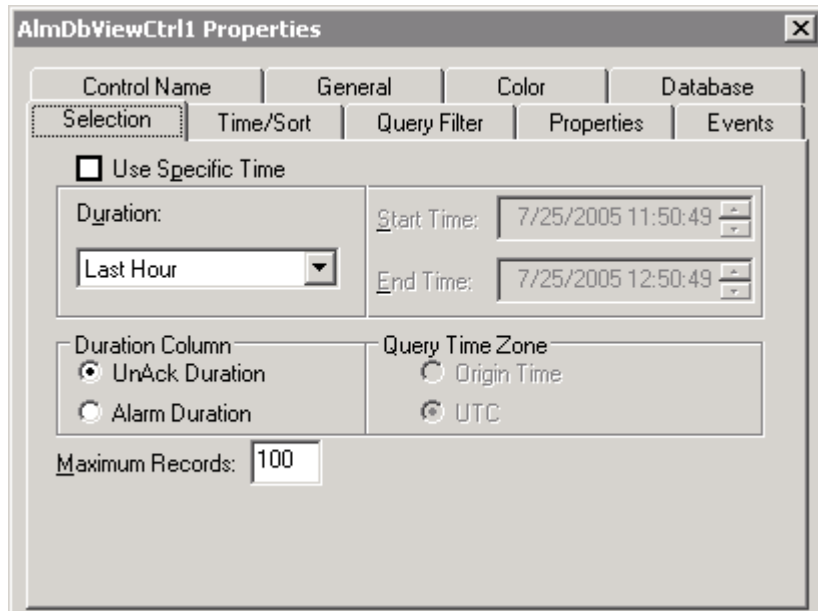 AlmDbViewCtrl1 Properties
Control Name General Color Database
Selection Time/Sort Query Filter Properties Events
Use Specific Time
Duration:
Last Hour
Start Time: 7/25/2005 11:50:49
End Time: 7/25/2005 12:50:49
Duration Column
UnAck Duration
Alarm Duration
Query Time Zone
Origin Time
UTC
Maximum Records: 100